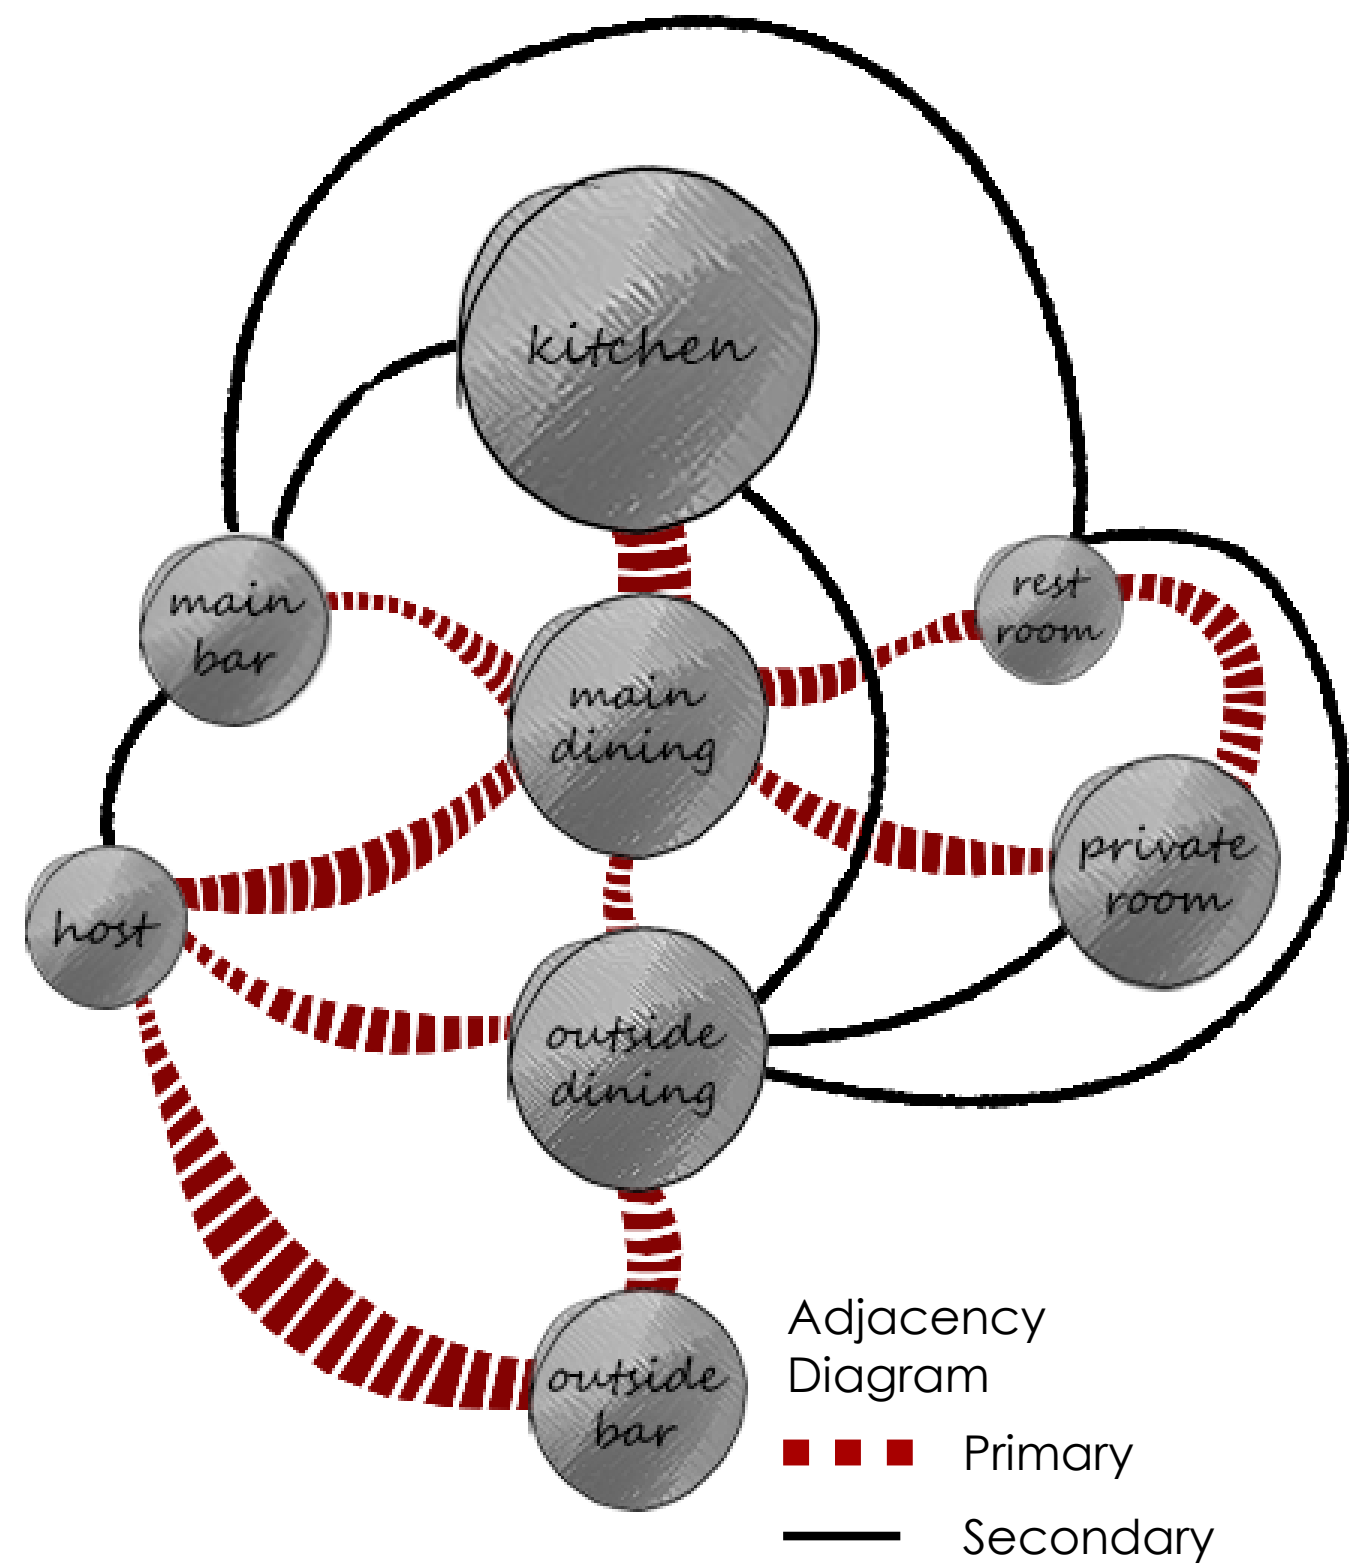 kitchen
main
bar
rest
room
main
dining
private
room
host
outside
dining
outside
bar
Adjacency
Diagram
Primary
Secondary